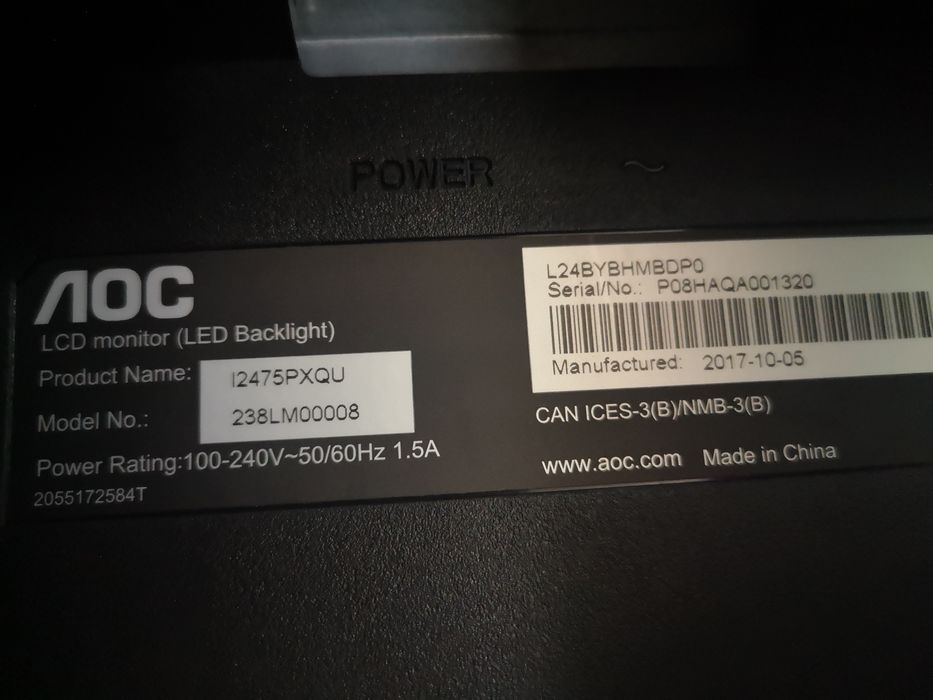 POWER ~
AOC
LCD monitor (LED Backlight)
Product Name: I2475PXQU
Model No.: 238LM00008
Power Rating:100-240V~50/60Hz 1.5A
2055172584T
L24BYBHMBDP0
Serial/No.: P08HAQA001320
Manufactured: 2017-10-05
CAN ICES-3(B)/NMB-3(B)
www.aoc.com Made in China